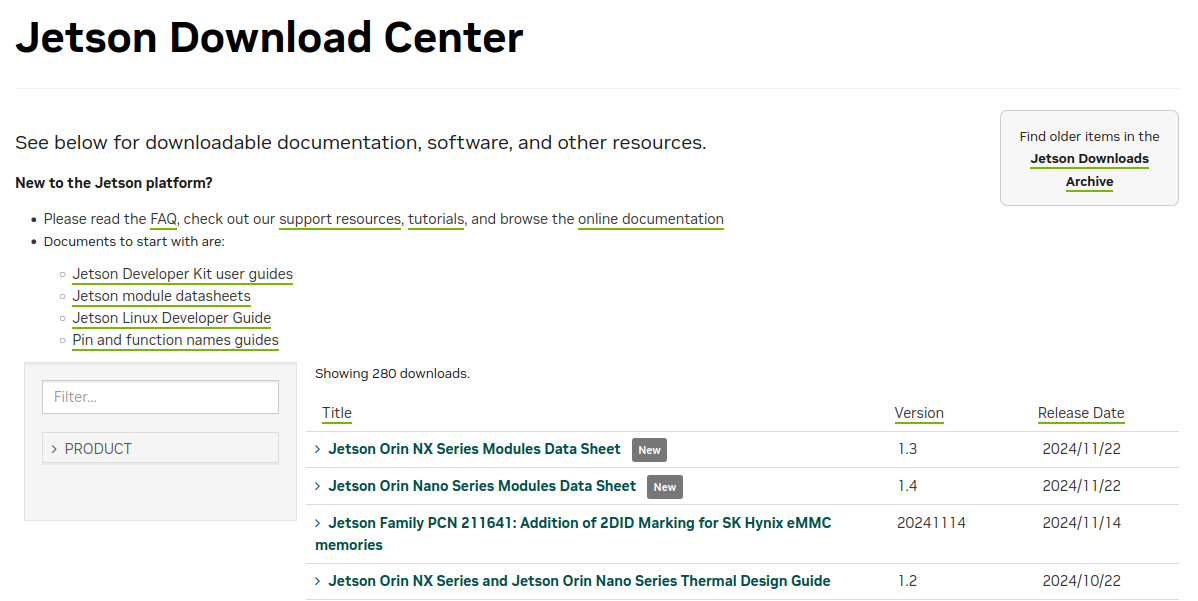 Jetson Download Center
See below for downloadable documentation, software, and other resources.
Find older items in the
Jetson Downloads
Archive
New to the Jetson platform?
• Please read the FAQ, check out our support resources, tutorials, and browse the online documentation
• Documents to start with are:
○ Jetson Developer Kit user guides
○ Jetson module datasheets
○ Jetson Linux Developer Guide
○ Pin and function names guides
Filter...
> PRODUCT
Showing 280 downloads.
Title Version Release Date
> Jetson Orin NX Series Modules Data Sheet New 1.3 2024/11/22
> Jetson Orin Nano Series Modules Data Sheet New 1.4 2024/11/22
> Jetson Family PCN 211641: Addition of 2DID Marking for SK Hynix eMMC 20241114 2024/11/14
memories
> Jetson Orin NX Series and Jetson Orin Nano Series Thermal Design Guide 1.2 2024/10/22